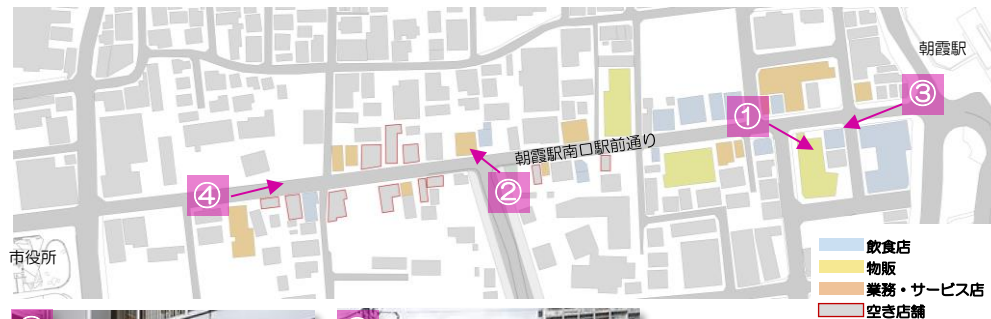 朝霞駅
③
①
朝霞駅南口駅前通り
②
④
市役所
飲食店
物販
業務・サービス店
空き店舗